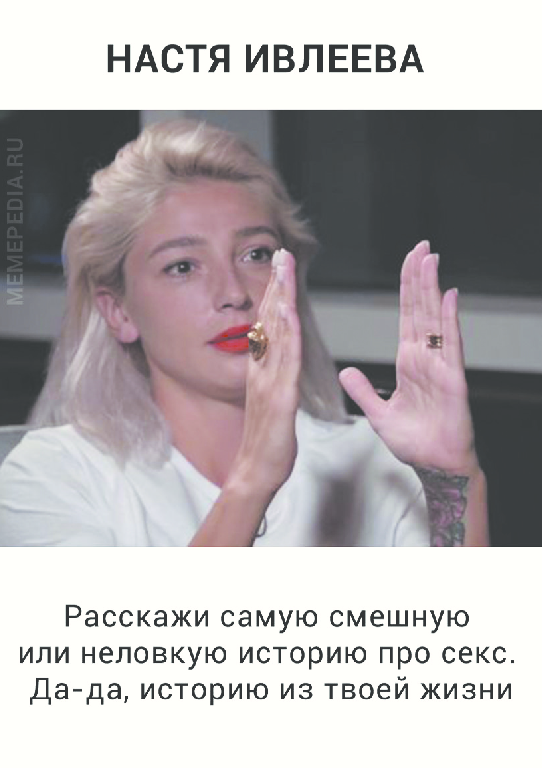 НАСТЯ ИВЛЕЕВА
MEMEPEDIA.RU
Расскажи самую смешную
или неловкую историю про секс.
Да-да, историю из твоей жизни